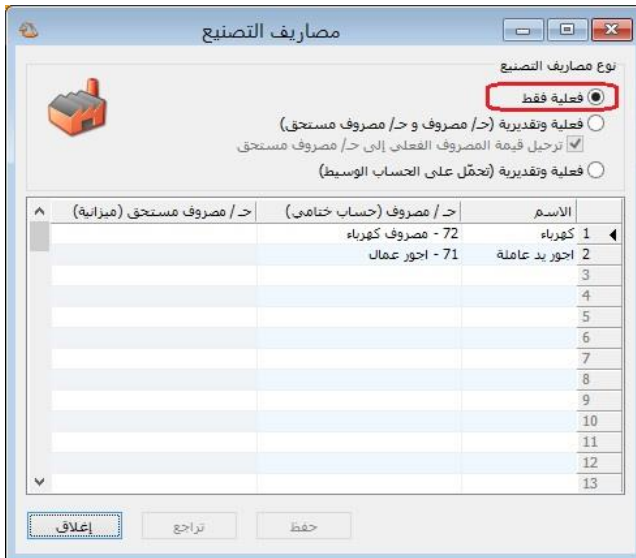 مصاريف التصنيع
نوع مصاريف التصنيع
فعلية فقط
فعلية وتقديرية (حـ/ مصروف و حـ/ مصروف مستحق)
ترحيل قيمة المصروف الفعلي إلى حـ/ مصروف مستحق
فعلية وتقديرية (تحمّل على الحساب الوسيط)
الاسم حـ/ مصروف (حساب ختامي) حـ/ مصروف مستحق (ميزانية)
1 كهرباء 72 - مصروف كهرباء
2 اجور يد عاملة 71 - اجور عمال
3
4
5
6
7
8
9
10
11
12
13
حفظ تراجع إغلاق